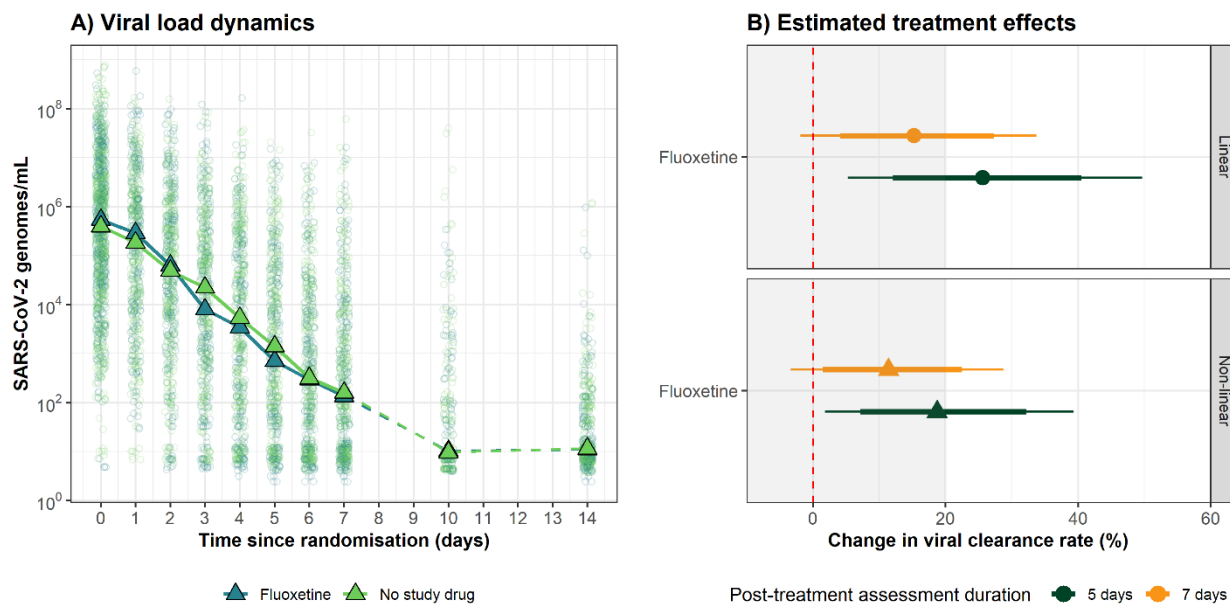 A) Viral load dynamics
SARS-CoV-2 genomes/mL
10^8
10^6
10^4
10^2
10^0
0 1 2 3 4 5 6 7 8 9 10 11 12 13 14
Time since randomisation (days)
Fluoxetine No study drug
B) Estimated treatment effects
Fluoxetine
Linear
Fluoxetine
Non-linear
0 20 40 60
Change in viral clearance rate (%)
Post-treatment assessment duration 5 days 7 days